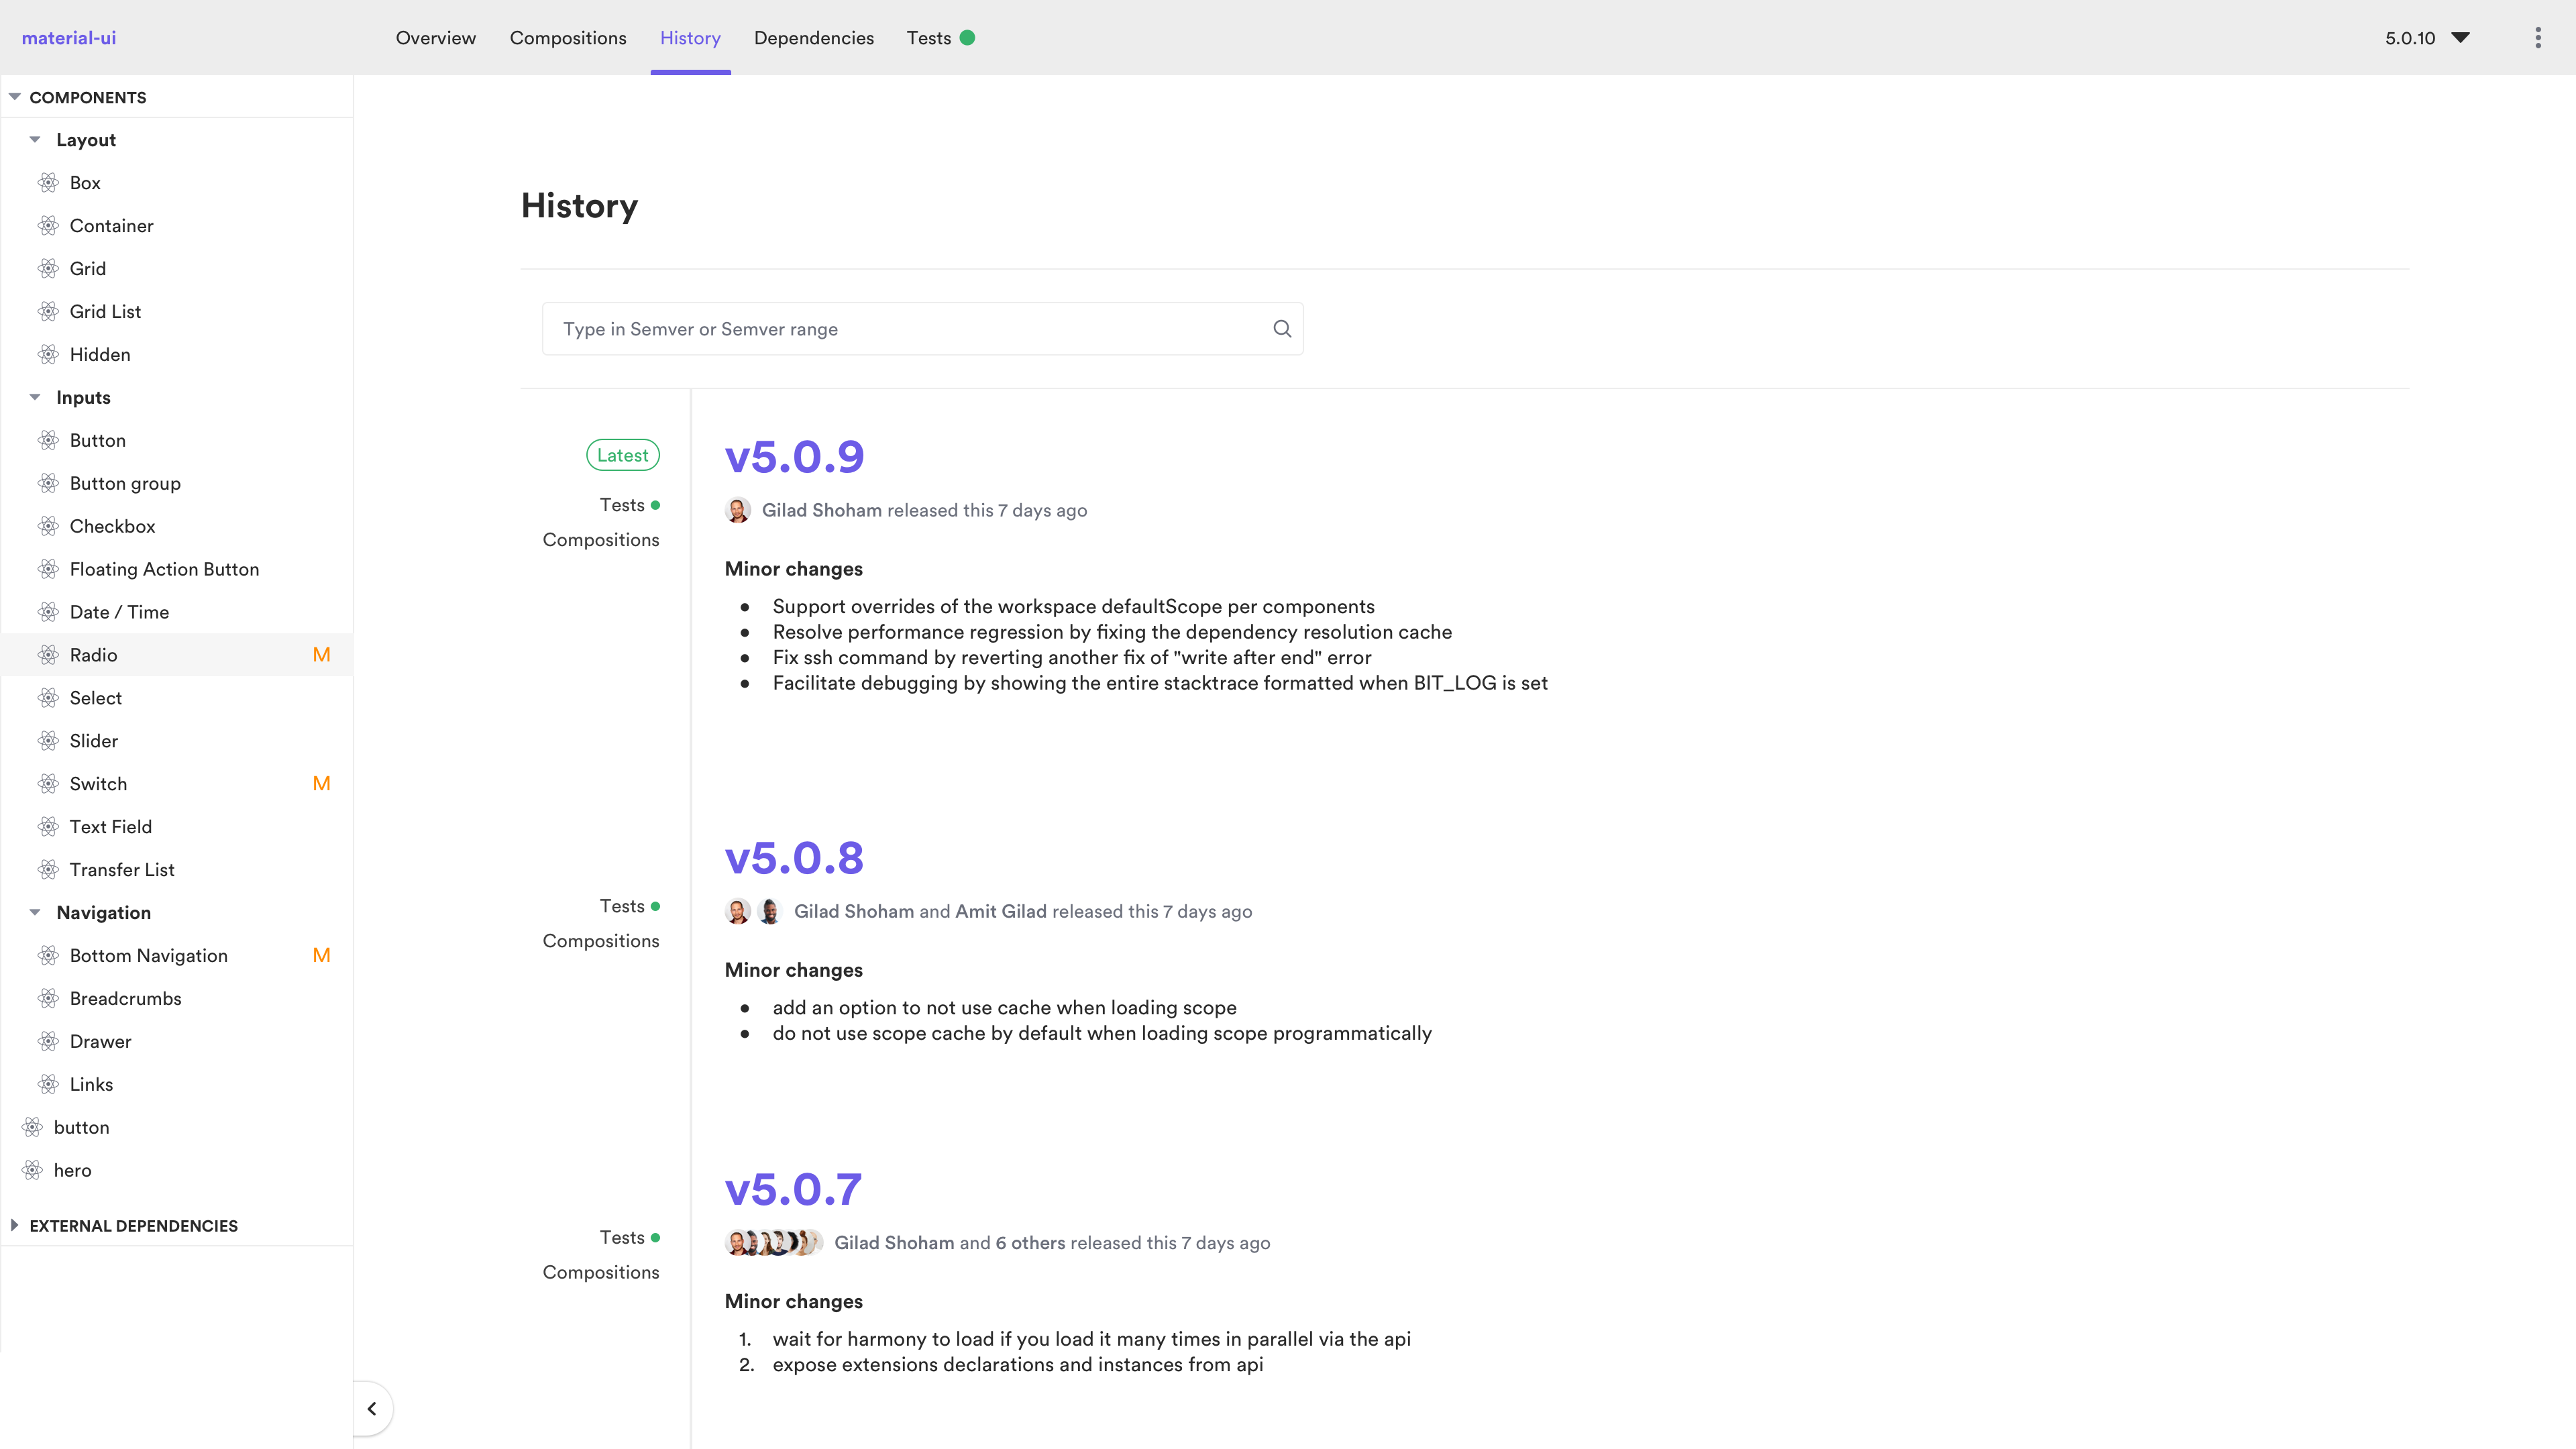 material-ui
Overview
Compositions
History
Dependencies
Tests
5.0.10
COMPONENTS
Layout
Box
Container
Grid
Grid List
Hidden
Inputs
Button
Button group
Checkbox
Floating Action Button
Date / Time
Radio M
Select
Slider
Switch M
Text Field
Transfer List
Navigation
Bottom Navigation M
Breadcrumbs
Drawer
Links
button
hero
EXTERNAL DEPENDENCIES
History
Type in Semver or Semver range
Latest
Tests
Compositions
v5.0.9
Gilad Shoham released this 7 days ago
Minor changes
● Support overrides of the workspace defaultScope per components
● Resolve performance regression by fixing the dependency resolution cache
● Fix ssh command by reverting another fix of "write after end" error
● Facilitate debugging by showing the entire stacktrace formatted when BIT_LOG is set
Tests
Compositions
v5.0.8
Gilad Shoham and Amit Gilad released this 7 days ago
Minor changes
● add an option to not use cache when loading scope
● do not use scope cache by default when loading scope programmatically
Tests
Compositions
v5.0.7
Gilad Shoham and 6 others released this 7 days ago
Minor changes
1. wait for harmony to load if you load it many times in parallel via the api
2. expose extensions declarations and instances from api